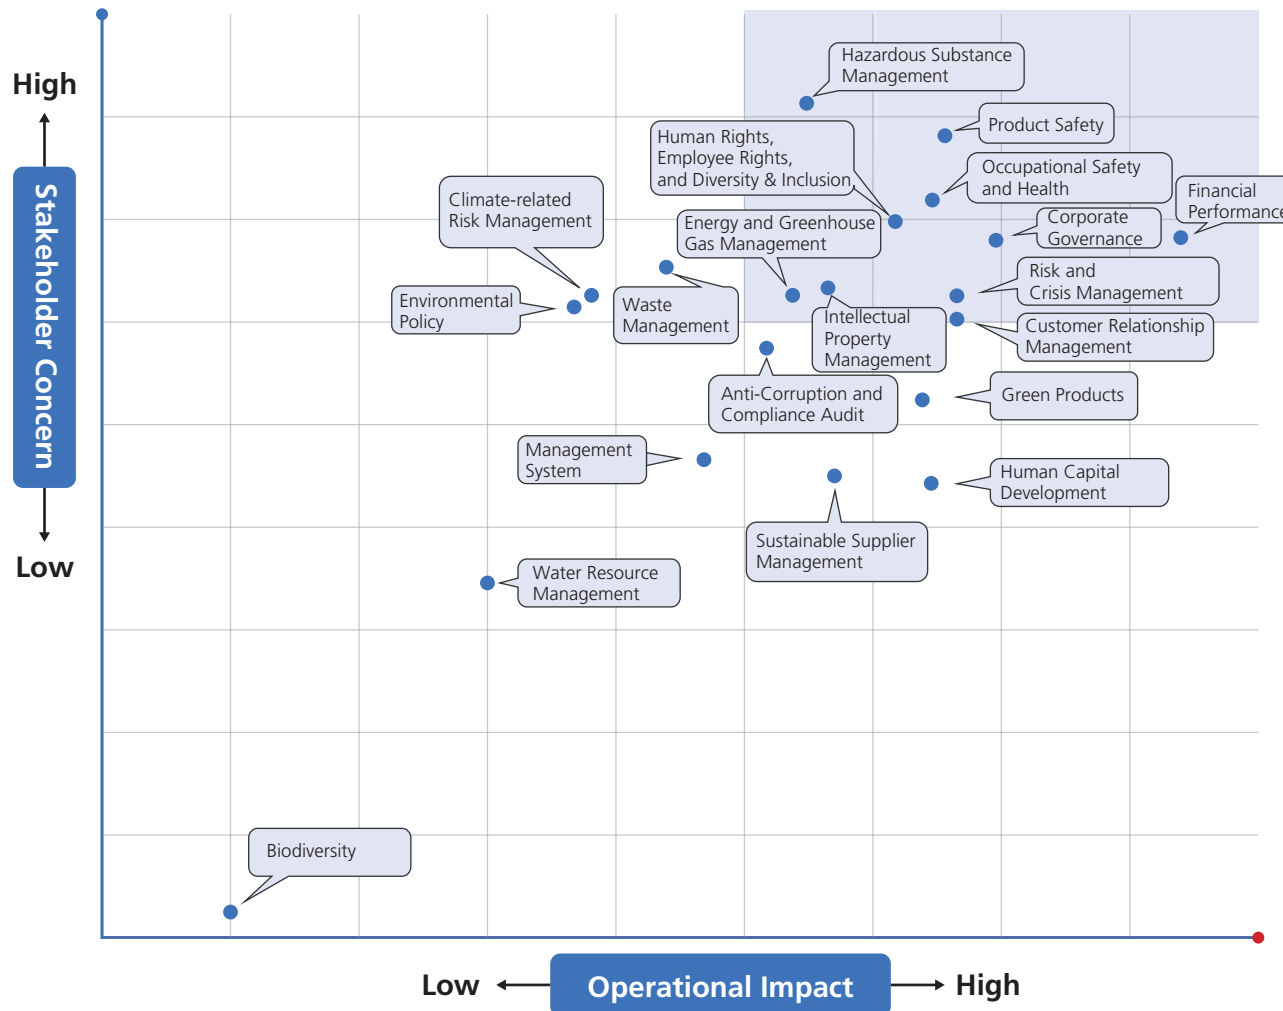 High
Stakeholder Concern
Low
Hazardous Substance
Management
Product Safety
Human Rights,
Employee Rights,
and Diversity & Inclusion,
Occupational Safety
and Health
Financial
Performance
Climate-related
Risk Management
Energy and Greenhouse
Gas Management
Corporate
Governance
Risk and
Crisis Management
Environmental
Policy
Waste
Management
Intellectual
Property
Management
Customer Relationship
Management
Anti-Corruption and
Compliance Audit
Green Products
Management
System
Human Capital
Development
Sustainable Supplier
Management
Water Resource
Management
Biodiversity
Low
Operational Impact
High